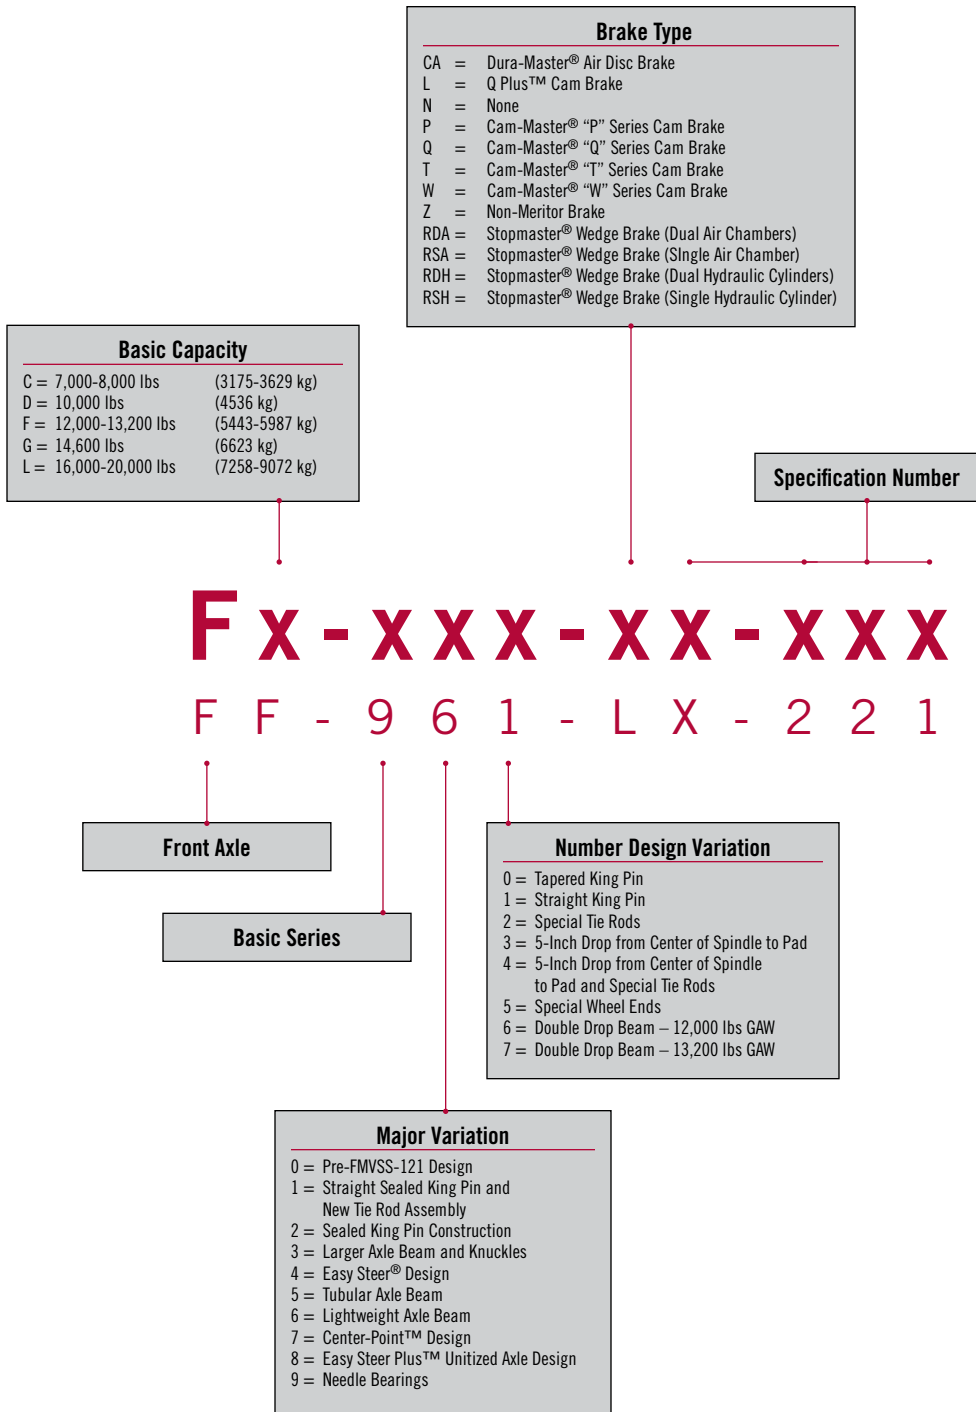 Brake Type
CA = Dura-Master® Air Disc Brake
L = Q Plus™ Cam Brake
N = None
P = Cam-Master® “P” Series Cam Brake
Q = Cam-Master® “Q” Series Cam Brake
T = Cam-Master® “T” Series Cam Brake
W = Cam-Master® “W” Series Cam Brake
Z = Non-Meritor Brake
RDA = Stopmaster® Wedge Brake (Dual Air Chambers)
RSA = Stopmaster® Wedge Brake (SIngle Air Chamber)
RDH = Stopmaster® Wedge Brake (Dual Hydraulic Cylinders)
RSH = Stopmaster® Wedge Brake (Single Hydraulic Cylinder)
Basic Capacity
C = 7,000-8,000 lbs (3175-3629 kg)
D = 10,000 lbs (4536 kg)
F = 12,000-13,200 lbs (5443-5987 kg)
G = 14,600 lbs (6623 kg)
L = 16,000-20,000 lbs (7258-9072 kg)
Specification Number
Fx-xxx-xx-xxx
FF-961-LX-221
Front Axle
Basic Series
Number Design Variation
0 = Tapered King Pin
1 = Straight King Pin
2 = Special Tie Rods
3 = 5-Inch Drop from Center of Spindle to Pad
4 = 5-Inch Drop from Center of Spindle
to Pad and Special Tie Rods
5 = Special Wheel Ends
6 = Double Drop Beam – 12,000 lbs GAW
7 = Double Drop Beam – 13,200 lbs GAW
Major Variation
0 = Pre-FMVSS-121 Design
1 = Straight Sealed King Pin and
New Tie Rod Assembly
2 = Sealed King Pin Construction
3 = Larger Axle Beam and Knuckles
4 = Easy Steer® Design
5 = Tubular Axle Beam
6 = Lightweight Axle Beam
7 = Center-Point™ Design
8 = Easy Steer Plus™ Unitized Axle Design
9 = Needle Bearings